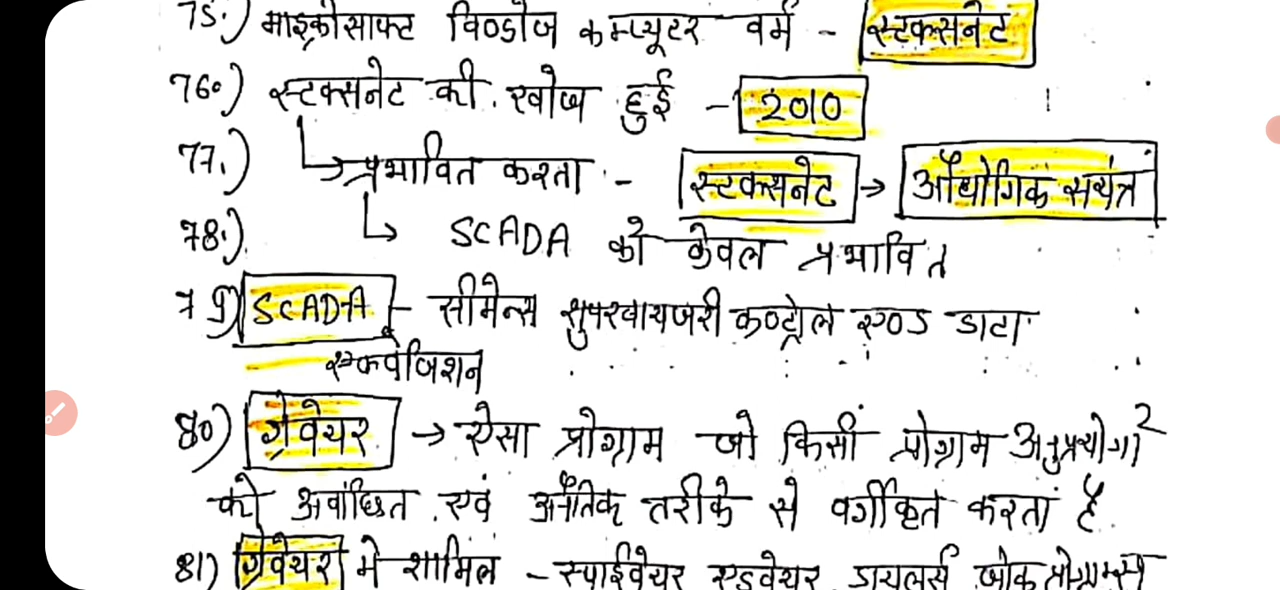 75.) माइक्रोसाफ्ट विण्डोज कम्प्यूटर वर्म - स्टक्सनेट
76.) स्टक्सनेट की खोज हुई - 2010
77.) ↳ प्रभावित करता - स्टक्सनेट → औद्योगिक सयंत्र
78.) ↳ SCADA को केवल प्रभावित
79) SCADA - सीमेन्स सुपरवायजरी कण्ट्रोल एण्ड डाटा
एक्वीजिशन
80) ग्रेवेयर → ऐसा प्रोग्राम जो किसी प्रोग्राम अनुप्रयोगों
को अवांछित एवं अनैतिक तरीके से वर्गीकृत करता है
81) ग्रेवेयर मे शामिल - स्पाईवेयर एडवेयर डायलर्स जोक प्रोग्राम्स